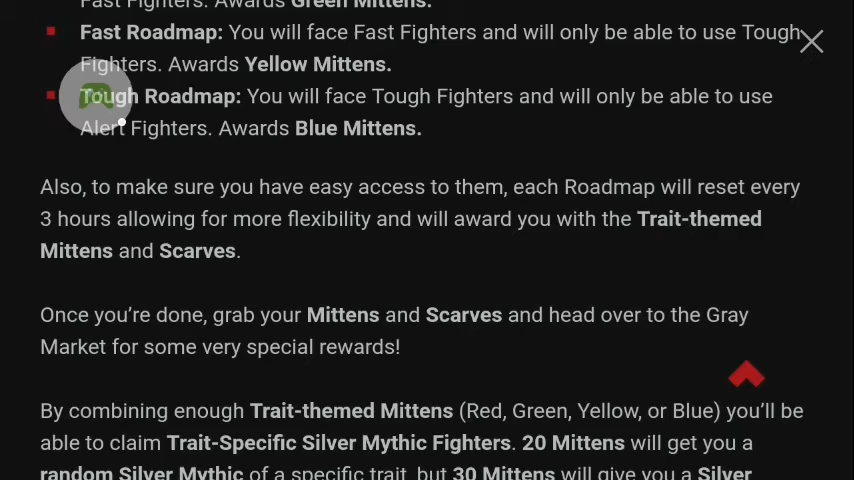 Fast Fighters. Awards Green Mittens.
Fast Roadmap: You will face Fast Fighters and will only be able to use Tough
Fighters. Awards Yellow Mittens.
Tough Roadmap: You will face Tough Fighters and will only be able to use
Alert Fighters. Awards Blue Mittens.
Also, to make sure you have easy access to them, each Roadmap will reset every
3 hours allowing for more flexibility and will award you with the Trait-themed
Mittens and Scarves.
Once you’re done, grab your Mittens and Scarves and head over to the Gray
Market for some very special rewards!
By combining enough Trait-themed Mittens (Red, Green, Yellow, or Blue) you’ll be
able to claim Trait-Specific Silver Mythic Fighters. 20 Mittens will get you a
random Silver Mythic of a specific trait, but 30 Mittens will give you a Silver